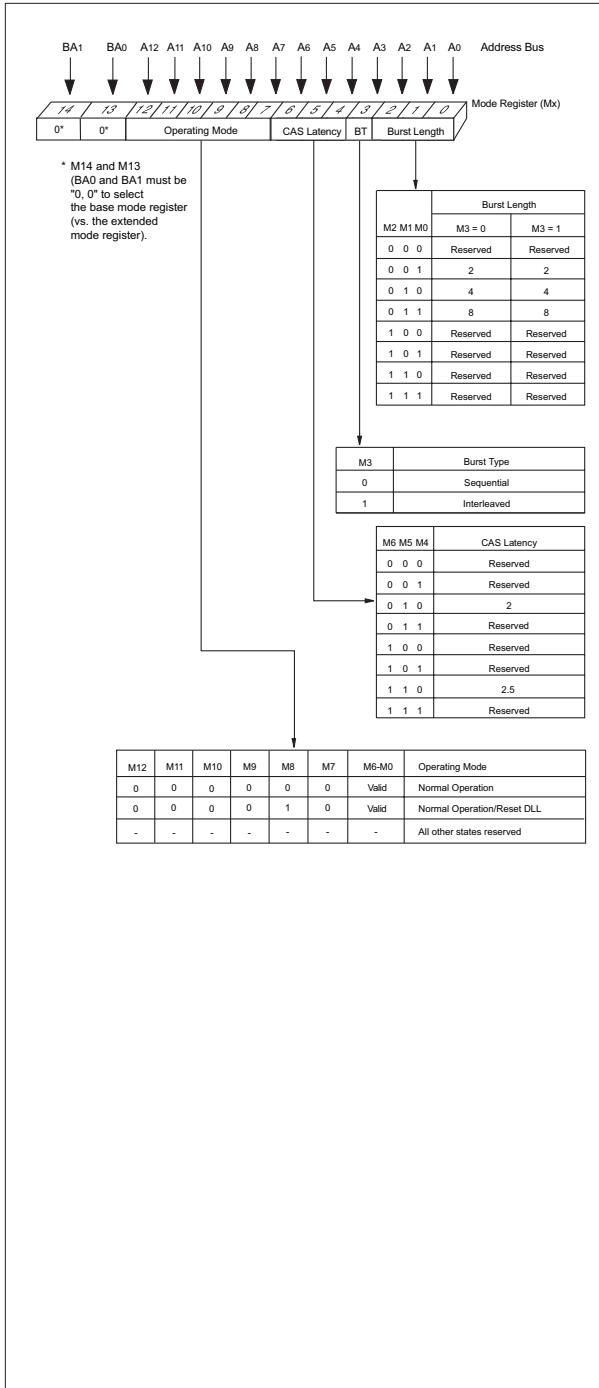 BA1 BA0 A12 A11 A10 A9 A8 A7 A6 A5 A4 A3 A2 A1 A0 Address Bus
14 13 12 11 10 9 8 7 6 5 4 3 2 1 0 Mode Register (Mx)
0* 0* Operating Mode CAS Latency BT Burst Length
* M14 and M13
(BA0 and BA1 must be
"0, 0" to select
the base mode register
(vs. the extended
mode register).
Burst Length
M2 M1 M0 M3 = 0 M3 = 1
0 0 0 Reserved Reserved
0 0 1 2 2
0 1 0 4 4
0 1 1 8 8
1 0 0 Reserved Reserved
1 0 1 Reserved Reserved
1 1 0 Reserved Reserved
1 1 1 Reserved Reserved
M3 Burst Type
0 Sequential
1 Interleaved
M6 M5 M4 CAS Latency
0 0 0 Reserved
0 0 1 Reserved
0 1 0 2
0 1 1 Reserved
1 0 0 Reserved
1 0 1 Reserved
1 1 0 2.5
1 1 1 Reserved
M12 M11 M10 M9 M8 M7 M6-M0 Operating Mode
0 0 0 0 0 0 Valid Normal Operation
0 0 0 0 1 0 Valid Normal Operation/Reset DLL
- - - - - - - All other states reserved